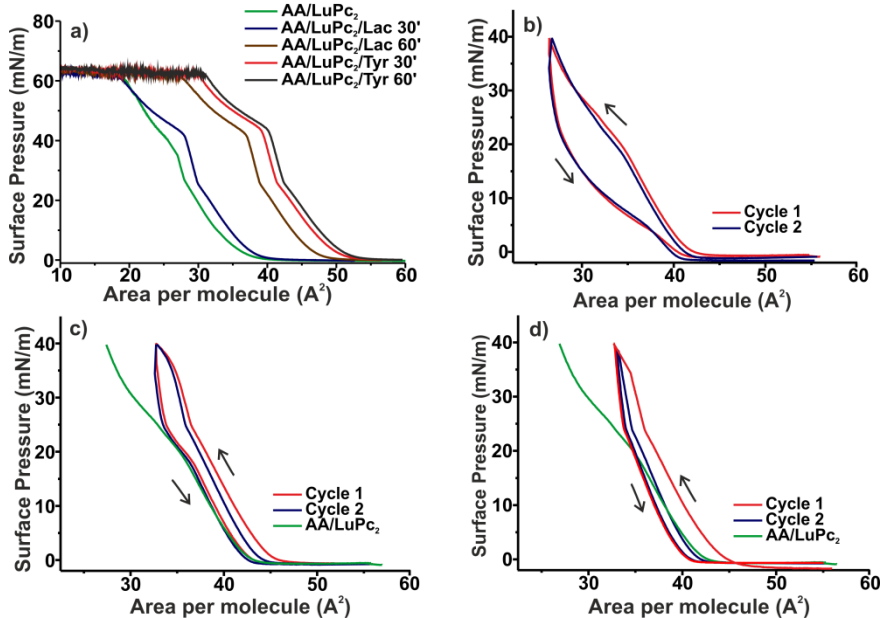 a)
AA/LuPc₂
AA/LuPc₂/Lac 30'
AA/LuPc₂/Lac 60'
AA/LuPc₂/Tyr 30'
AA/LuPc₂/Tyr 60'
Surface Pressure (mN/m)
80
60
40
20
0
10 20 30 40 50 60
Area per molecule (A²)
b)
Surface Pressure (mN/m)
40
30
20
10
0
Cycle 1
Cycle 2
30 40 50 60
Area per molecule (A²)
c)
Surface Pressure (mN/m)
40
30
20
10
0
Cycle 1
Cycle 2
AA/LuPc₂
30 40 50 60
Area per molecule (A²)
d)
Surface Pressure (mN/m)
40
30
20
10
0
Cycle 1
Cycle 2
AA/LuPc₂
30 40 50 60
Area per molecule (A²)